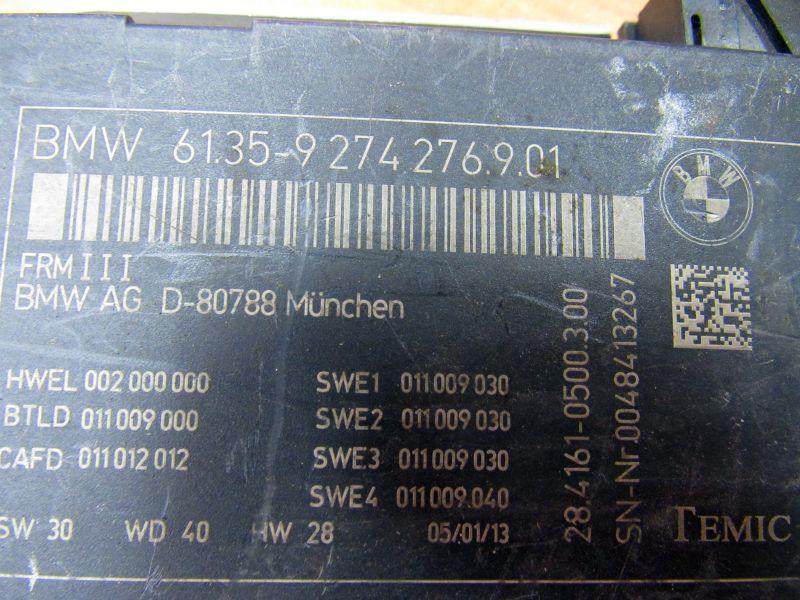 BMW 61.35-9 274 276.9.01
BMW
FRM III
BMW AG D-80788 München
HWEL 002 000 000
BTLD 011 009 000
CAFD 011 012 012
SWE1 011 009 030
SWE2 011 009 030
SWE3 011 009 030
SWE4 011 009.040
SW 30 WD 40 HW 28 05/01/13
28.4161-0500 3.00
SN-Nr 0048413267
TEMIC